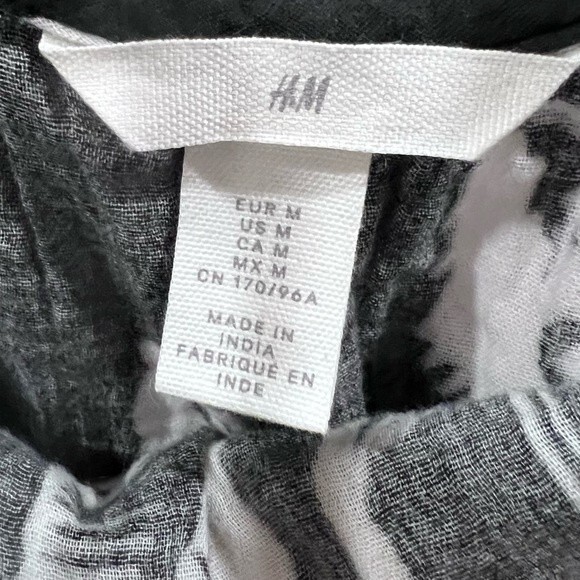 H&M
EUR M
US M
CA M
MX M
CN 170/96A
MADE IN
INDIA
FABRIQUÉ EN
INDE